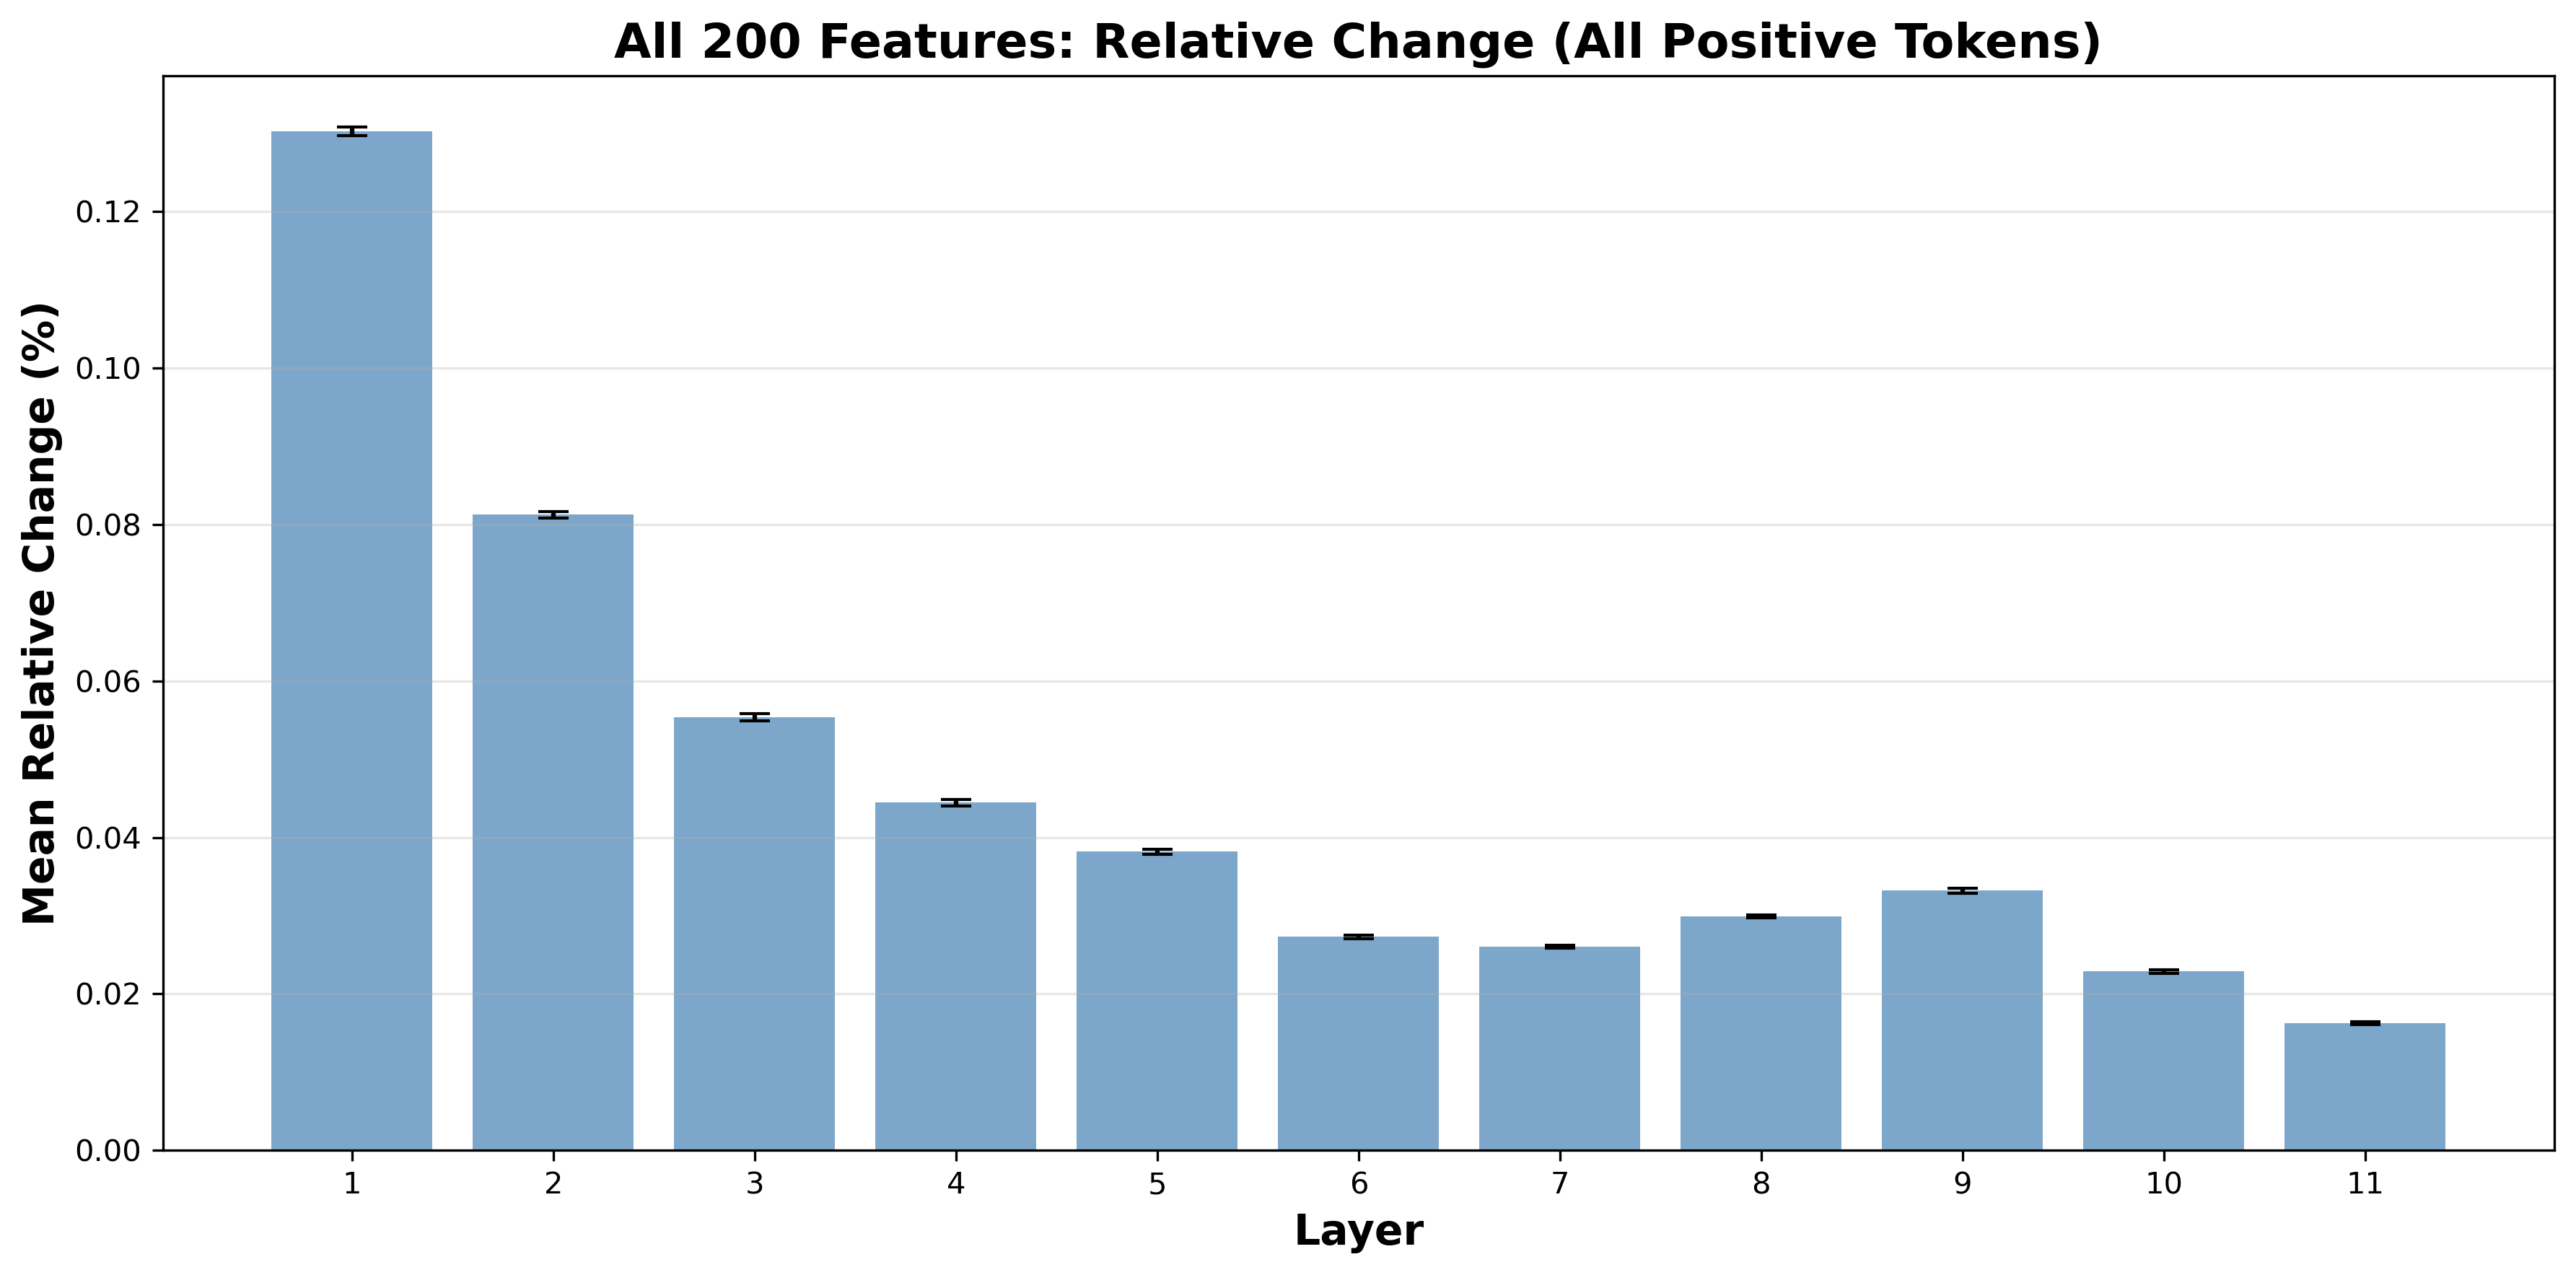 All 200 Features: Relative Change (All Positive Tokens)
Mean Relative Change (%)
0.12
0.10
0.08
0.06
0.04
0.02
0.00
1 2 3 4 5 6 7 8 9 10 11
Layer